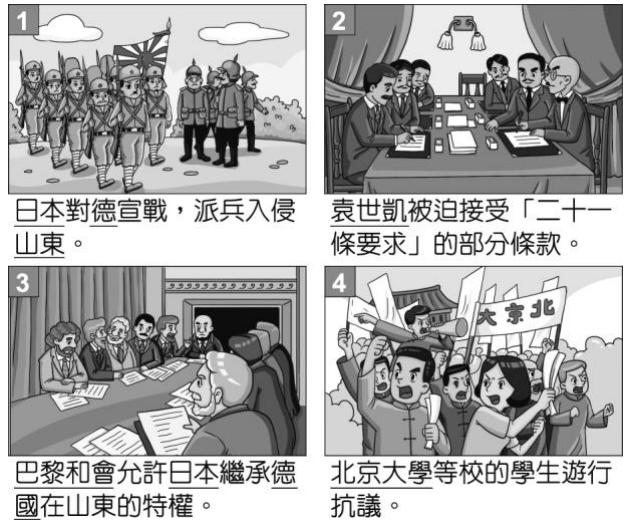 1
日本對德宣戰，派兵入侵
山東。
2
袁世凱被迫接受「二十一
條要求」的部分條款。
3
巴黎和會允許日本繼承德
國在山東的特權。
4
大京北
北京大學等校的學生遊行
抗議。